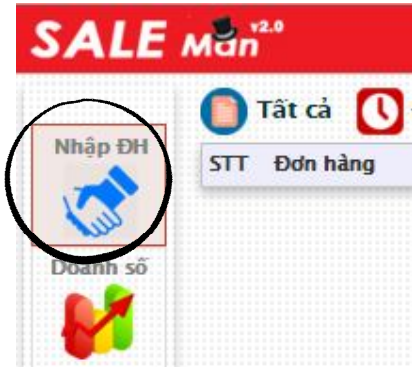 SALE Man v2.0
Tất cả
Nhập ĐH
STT Đơn hàng
Doanh số